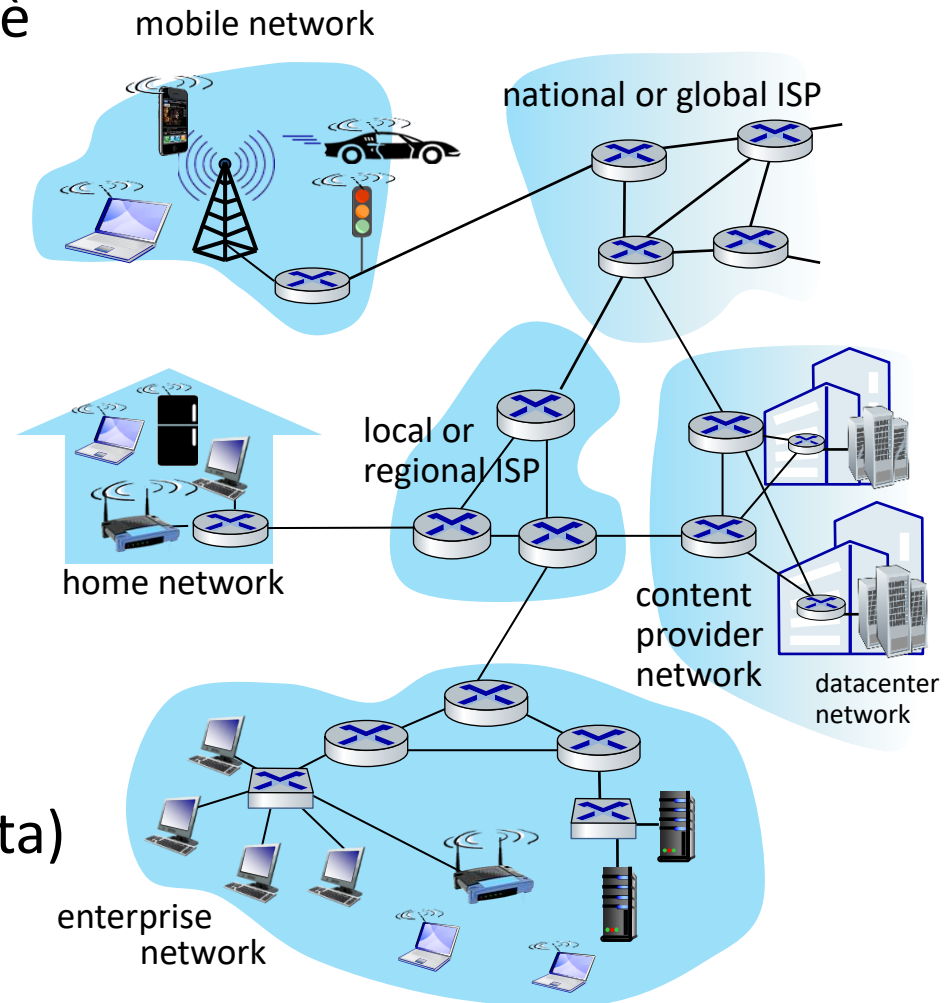 è
mobile network
national or global ISP
local or
regional ISP
home network
content
provider
network
datacenter
network
ta)
enterprise
network